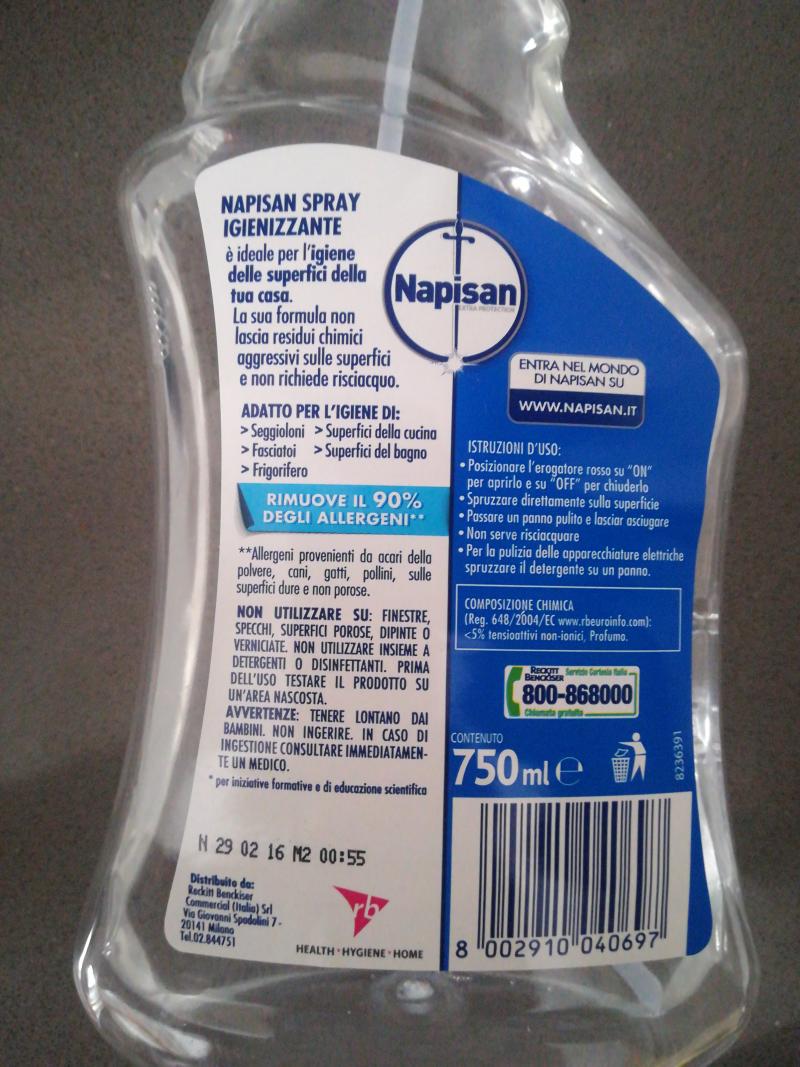 NAPISAN SPRAY
IGIENIZZANTE
è ideale per l'igiene
delle superfici della
tua casa.
La sua formula non
lascia residui chimici
aggressivi sulle superfici
e non richiede risciacquo.
ADATTO PER L'IGIENE DI:
> Seggioloni > Superfici della cucina
> Fasciatoi > Superfici del bagno
> Frigorifero
RIMUOVE IL 90%
DEGLI ALLERGENI**
**Allergeni provenienti da acari della
polvere, cani, gatti, pollini, sulle
superfici dure e non porose.
NON UTILIZZARE SU: FINESTRE,
SPECCHI, SUPERFICI POROSE, DIPINTE O
VERNICIATE. NON UTILIZZARE INSIEME A
DETERGENTI O DISINFETTANTI. PRIMA
DELL'USO TESTARE IL PRODOTTO SU
UN'AREA NASCOSTA.
AVVERTENZE: TENERE LONTANO DAI
BAMBINI. NON INGERIRE. IN CASO DI
INGESTIONE CONSULTARE IMMEDIATAMEN-
TE UN MEDICO.
* per iniziative formative e di educazione scientifica
N 29 02 16 M2 00:55
Distribuito da:
Reckitt Benckiser
Commercial (Italia) Srl
Via Giovanni Spadolini 7 -
20141 Milano
Tel.02.844751
rb
HEALTH • HYGIENE • HOME
Napisan
EXTRA PROTECTION
ENTRA NEL MONDO
DI NAPISAN SU
WWW.NAPISAN.IT
ISTRUZIONI D'USO:
• Posizionare l'erogatore rosso su "ON"
per aprirlo e su "OFF" per chiuderlo
• Spruzzare direttamente sulla superficie
• Passare un panno pulito e lasciar asciugare
• Non serve risciacquare
• Per la pulizia delle apparecchiature elettriche
spruzzare il detergente su un panno.
COMPOSIZIONE CHIMICA
(Reg. 648/2004/EC www.rbeuroinfo.com):
<5% tensioattivi non-ionici, Profumo.
RECKITT
BENCKISER
Servizio Cortesia Italia
800-868000
Chiamata gratuita
CONTENUTO
750 ml ℮
8236391
8 002910 040697